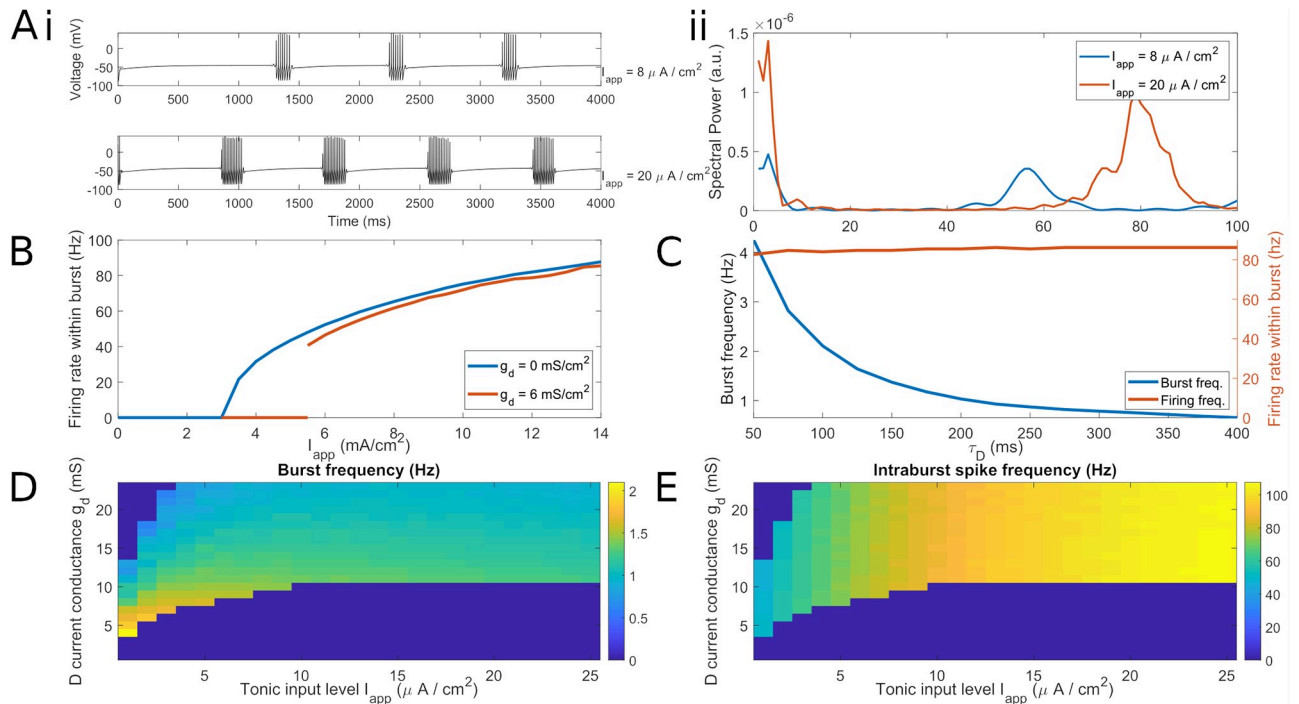 A i
Voltage (mV)
0
-50
-100
0 500 1000 1500 2000 2500 3000 3500 4000
I_app = 8 μ A / cm²
0
-50
-100
0 500 1000 1500 2000 2500 3000 3500 4000
I_app = 20 μ A / cm²
Time (ms)
ii
×10⁻⁶
Spectral Power (a.u.)
1.5
1
0.5
0
0 20 40 60 80 100
I_app = 8 μ A / cm²
I_app = 20 μ A / cm²
B
Firing rate within burst (Hz)
100
80
60
40
20
0
0 2 4 6 8 10 12 14
I_app (mA/cm²)
g_d = 0 mS/cm²
g_d = 6 mS/cm²
C
Burst frequency (Hz)
4
3
2
1
50 100 150 200 250 300 350 400
τ_D (ms)
Firing rate within burst (hz)
80
60
40
20
0
Burst freq.
Firing freq.
D
Burst frequency (Hz)
D current conductance g_d (mS)
20
15
10
5
5 10 15 20 25
Tonic input level I_app (μ A / cm²)
2
1.5
1
0.5
0
E
Intraburst spike frequency (Hz)
D current conductance g_d (mS)
20
15
10
5
5 10 15 20 25
Tonic input level I_app (μ A / cm²)
100
80
60
40
20
0